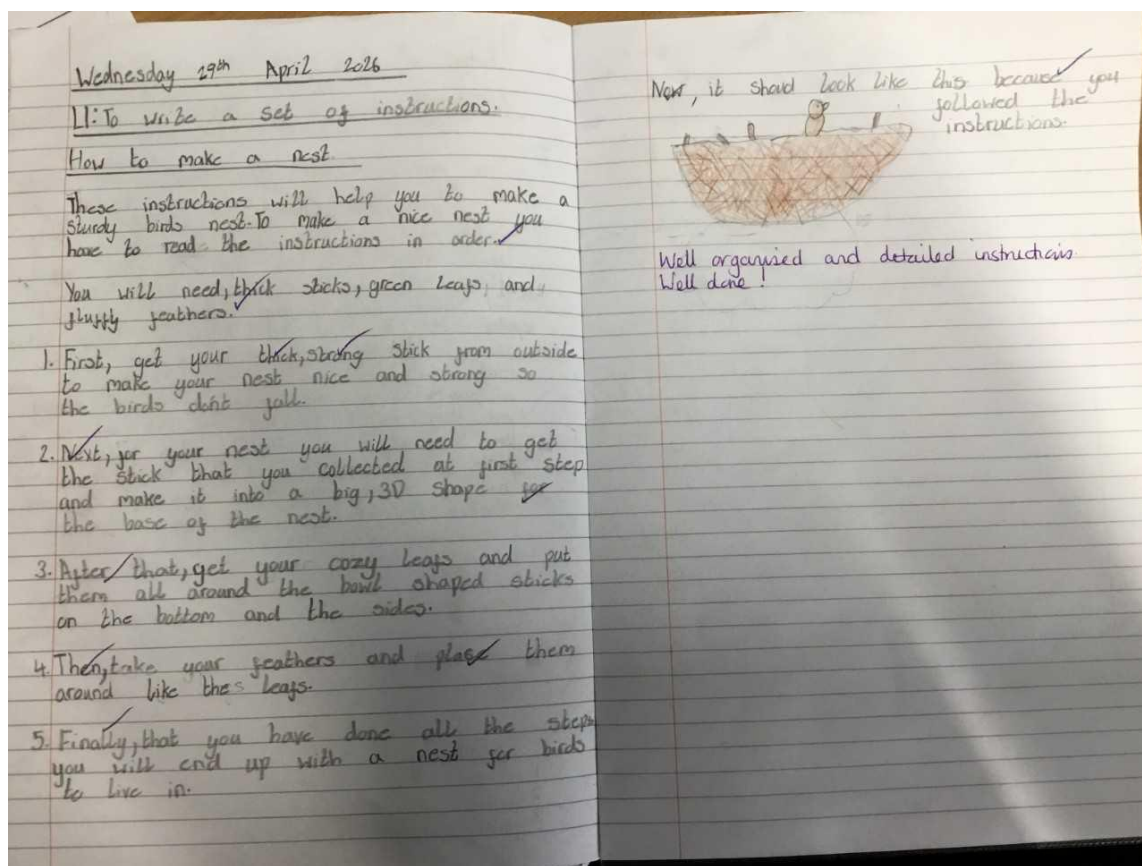 Wednesday 29th April 2026
LI: To write a set of instructions.
How to make a nest.
These instructions will help you to make a
sturdy birds nest. To make a nice nest you
have to read the instructions in order.
You will need, thick sticks, green leafs, and
fluffy feathers.
1. First, get your thick, strong stick from outside
to make your nest nice and strong so
the birds don't fall.
2. Next, for your nest you will need to get
the stick that you collected at first step
and make it into a big, 3D shape for
the base of the nest.
3. After that, get your cozy leafs and put
them all around the bowl shaped sticks
on the bottom and the sides.
4. Then, take your feathers and place them
around like thes leafs.
5. Finally, that you have done all the steps
you will end up with a nest for birds
to live in.
Now, it shoud look like this because you
followed the
instructions.
Well organised and detailed instructions
Well done!